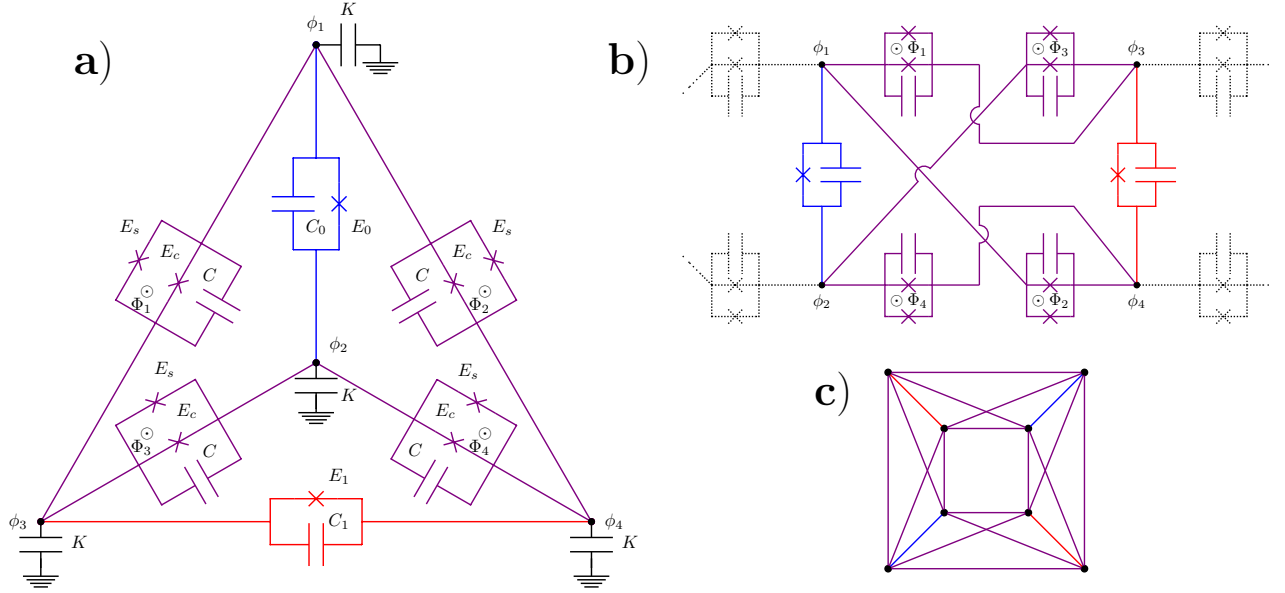 a)
ϕ₁
K
C₀
E₀
E_s
E_c
C
⊙
Φ₁
E_s
E_c
C
⊙
Φ₂
ϕ₂
K
E_s
E_c
C
⊙
Φ₃
E_s
E_c
C
⊙
Φ₄
E₁
C₁
ϕ₃
K
ϕ₄
K
b)
ϕ₁
⊙ Φ₁
⊙ Φ₃
ϕ₃
ϕ₂
⊙ Φ₄
⊙ Φ₂
ϕ₄
c)